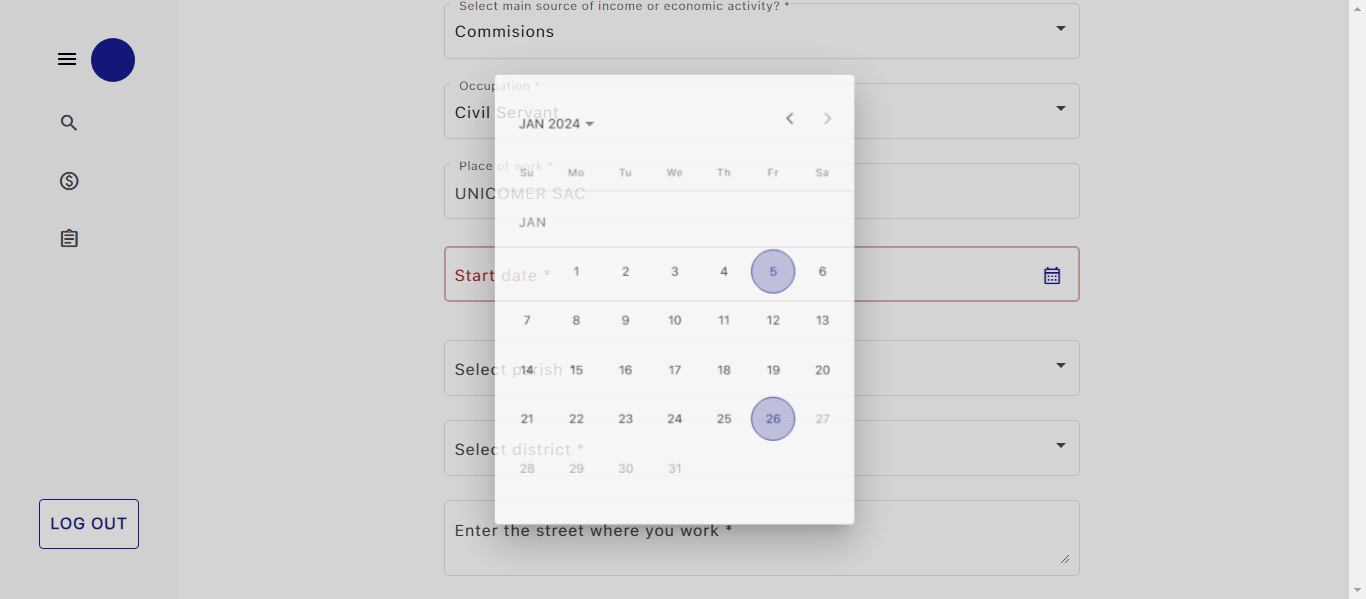 Select main source of income or economic activity? *
Commisions
Occupation *
Civil Servant
JAN 2024
Place of work *
Su Mo Tu We Th Fr Sa
UNICOMER SAC
JAN
Start date *
1 2 3 4 5 6
7 8 9 10 11 12 13
Select parish *
14 15 16 17 18 19 20
21 22 23 24 25 26 27
Select district *
28 29 30 31
Enter the street where you work *
LOG OUT